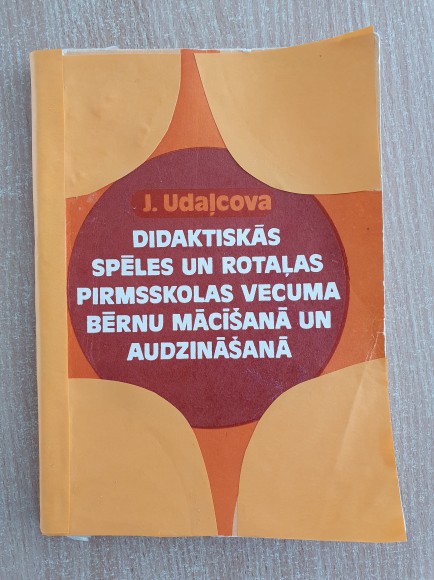 J. Udaļcova
DIDAKTISKĀS
SPĒLES UN ROTAĻAS
PIRMSSKOLAS VECUMA
BĒRNU MĀCĪŠANĀ UN
AUDZINĀŠANĀ